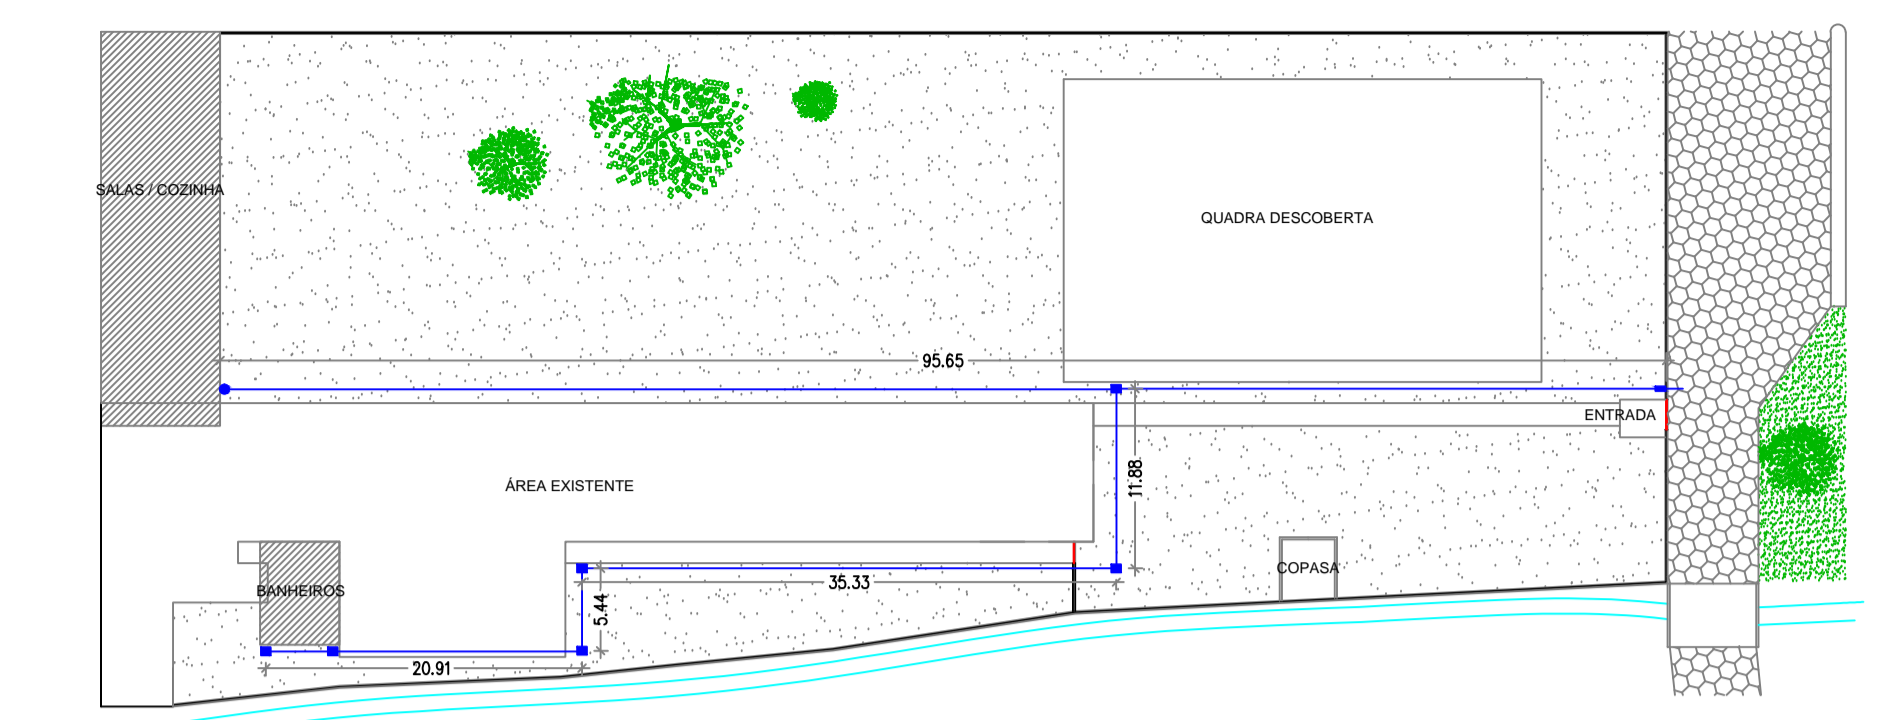 SALAS / COZINHA
QUADRA DESCOBERTA
95.65
ENTRADA
11.88
ÁREA EXISTENTE
COPASA
35.33
5.44
BANHEIROS
20.91